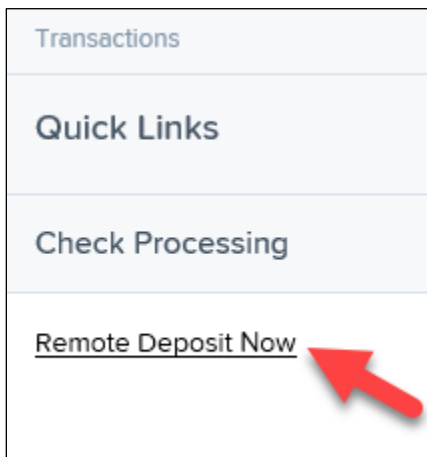 Transactions
Quick Links
Check Processing
Remote Deposit Now